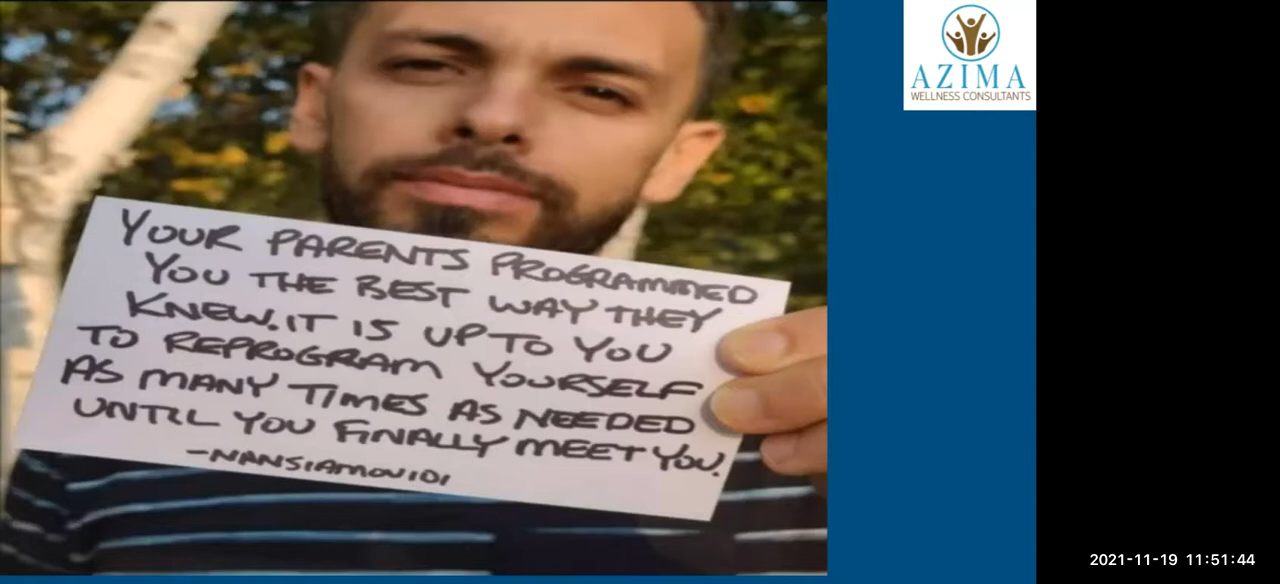 AZIMA
WELLNESS CONSULTANTS
YOUR PARENTS PROGRAMMED
YOU THE BEST WAY THEY
KNEW. IT IS UP TO YOU
TO REPROGRAM YOURSELF
AS MANY TIMES AS NEEDED
UNTIL YOU FINALLY MEET YOU.
-NANSIAMOVIDI
2021-11-19 11:51:44